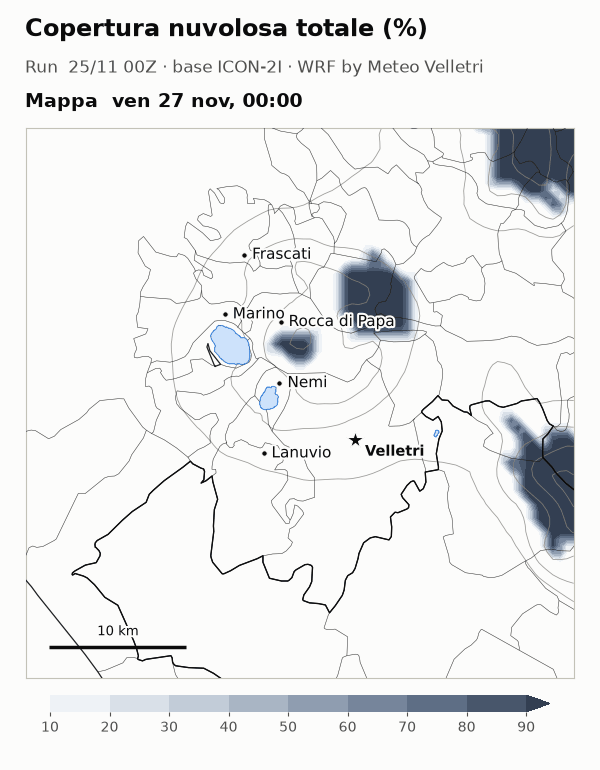 Copertura nuvolosa totale (%)
Run  25/11 00Z · base ICON-2I · WRF by Meteo Velletri
Mappa  ven 27 nov, 00:00
Frascati
Marino
Rocca di Papa
Nemi
Velletri
Lanuvio
10 km
10 20 30 40 50 60 70 80 90